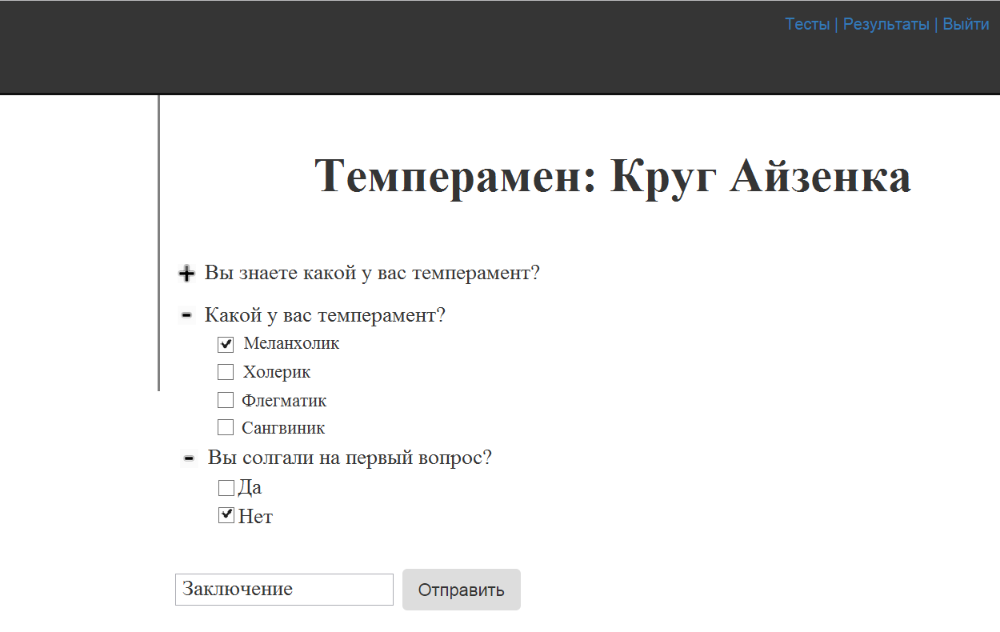 Тесты | Результаты | Выйти
Темперамен: Круг Айзенка
Вы знаете какой у вас темперамент?
Какой у вас темперамент?
Меланхолик
Холерик
Флегматик
Сангвиник
Вы солгали на первый вопрос?
Да
Нет
Заключение Отправить